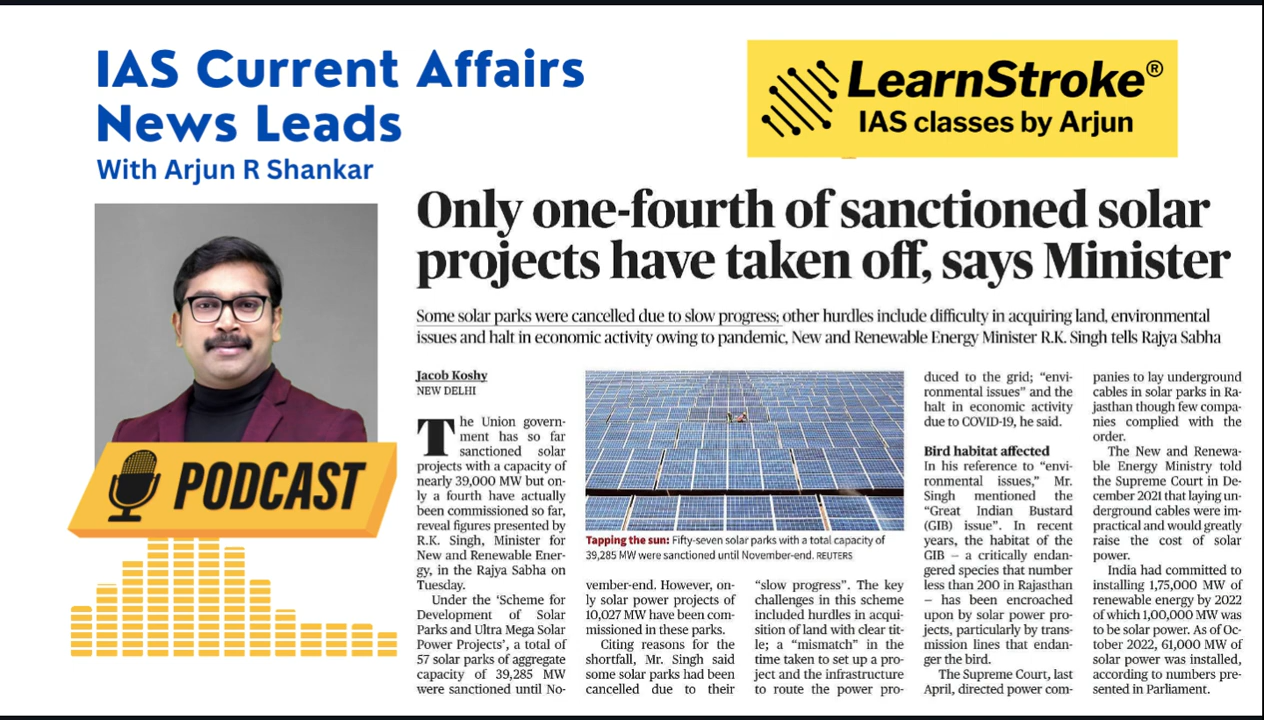 IAS Current Affairs
News Leads
With Arjun R Shankar
LearnStroke®
IAS classes by Arjun
PODCAST
Only one-fourth of sanctioned solar
projects have taken off, says Minister
Some solar parks were cancelled due to slow progress; other hurdles include difficulty in acquiring land, environmental
issues and halt in economic activity owing to pandemic, New and Renewable Energy Minister R.K. Singh tells Rajya Sabha
Jacob Koshy
NEW DELHI
The Union govern-
ment has so far
sanctioned solar
projects with a capacity of
nearly 39,000 MW but on-
ly a fourth have actually
been commissioned so far,
reveal figures presented by
R.K. Singh, Minister for
New and Renewable Ener-
gy, in the Rajya Sabha on
Tuesday.
Under the ‘Scheme for
Development of Solar
Parks and Ultra Mega Solar
Power Projects’, a total of
57 solar parks of aggregate
capacity of 39,285 MW
were sanctioned until No-
Tapping the sun: Fifty-seven solar parks with a total capacity of
39,285 MW were sanctioned until November-end. REUTERS
vember-end. However, on-
ly solar power projects of
10,027 MW have been com-
missioned in these parks.
Citing reasons for the
shortfall, Mr. Singh said
some solar parks had been
cancelled due to their
“slow progress”. The key
challenges in this scheme
included hurdles in acqui-
sition of land with clear tit-
le; a “mismatch” in the
time taken to set up a pro-
ject and the infrastructure
to route the power pro-
duced to the grid; “envi-
ronmental issues” and the
halt in economic activity
due to COVID-19, he said.
Bird habitat affected
In his reference to “envi-
ronmental issues,” Mr.
Singh mentioned the
“Great Indian Bustard
(GIB) issue”. In recent
years, the habitat of the
GIB – a critically endan-
gered species that number
less than 200 in Rajasthan
– has been encroached
upon by solar power pro-
jects, particularly by trans-
mission lines that endan-
ger the bird.
The Supreme Court, last
April, directed power com-
panies to lay underground
cables in solar parks in Ra-
jasthan though few compa-
nies complied with the
order.
The New and Renewa-
ble Energy Ministry told
the Supreme Court in De-
cember 2021 that laying un-
derground cables were im-
practical and would greatly
raise the cost of solar
power.
India had committed to
installing 1,75,000 MW of
renewable energy by 2022
of which 1,00,000 MW was
to be solar power. As of Oc-
tober 2022, 61,000 MW of
solar power was installed,
according to numbers pre-
sented in Parliament.